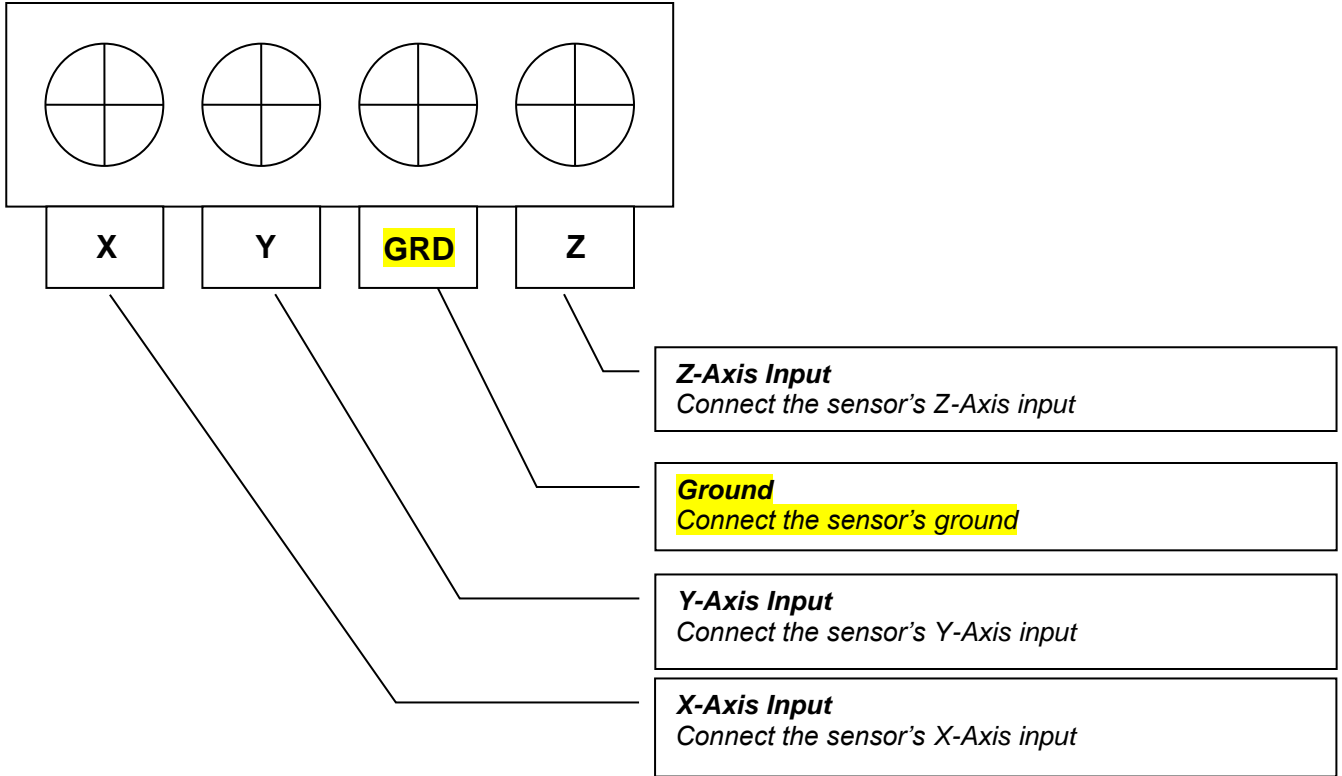 X Y GRD Z
Z-Axis Input
Connect the sensor’s Z-Axis input
Ground
Connect the sensor’s ground
Y-Axis Input
Connect the sensor’s Y-Axis input
X-Axis Input
Connect the sensor’s X-Axis input